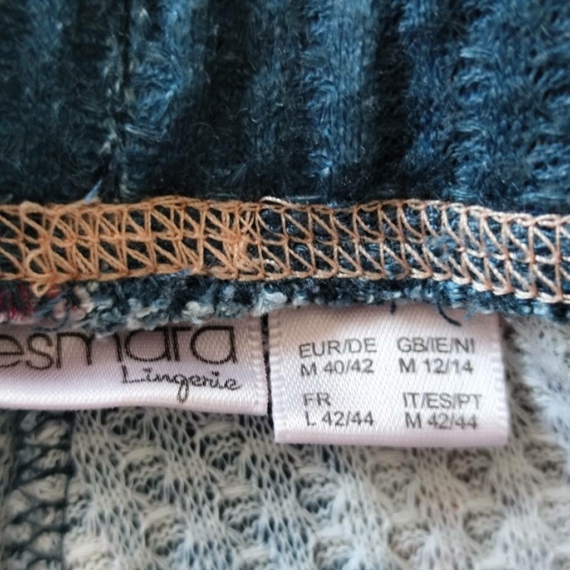 esmara
Lingerie
EUR/DE GB/IE/NI
M 40/42 M 12/14
FR IT/ES/PT
L 42/44 M 42/44